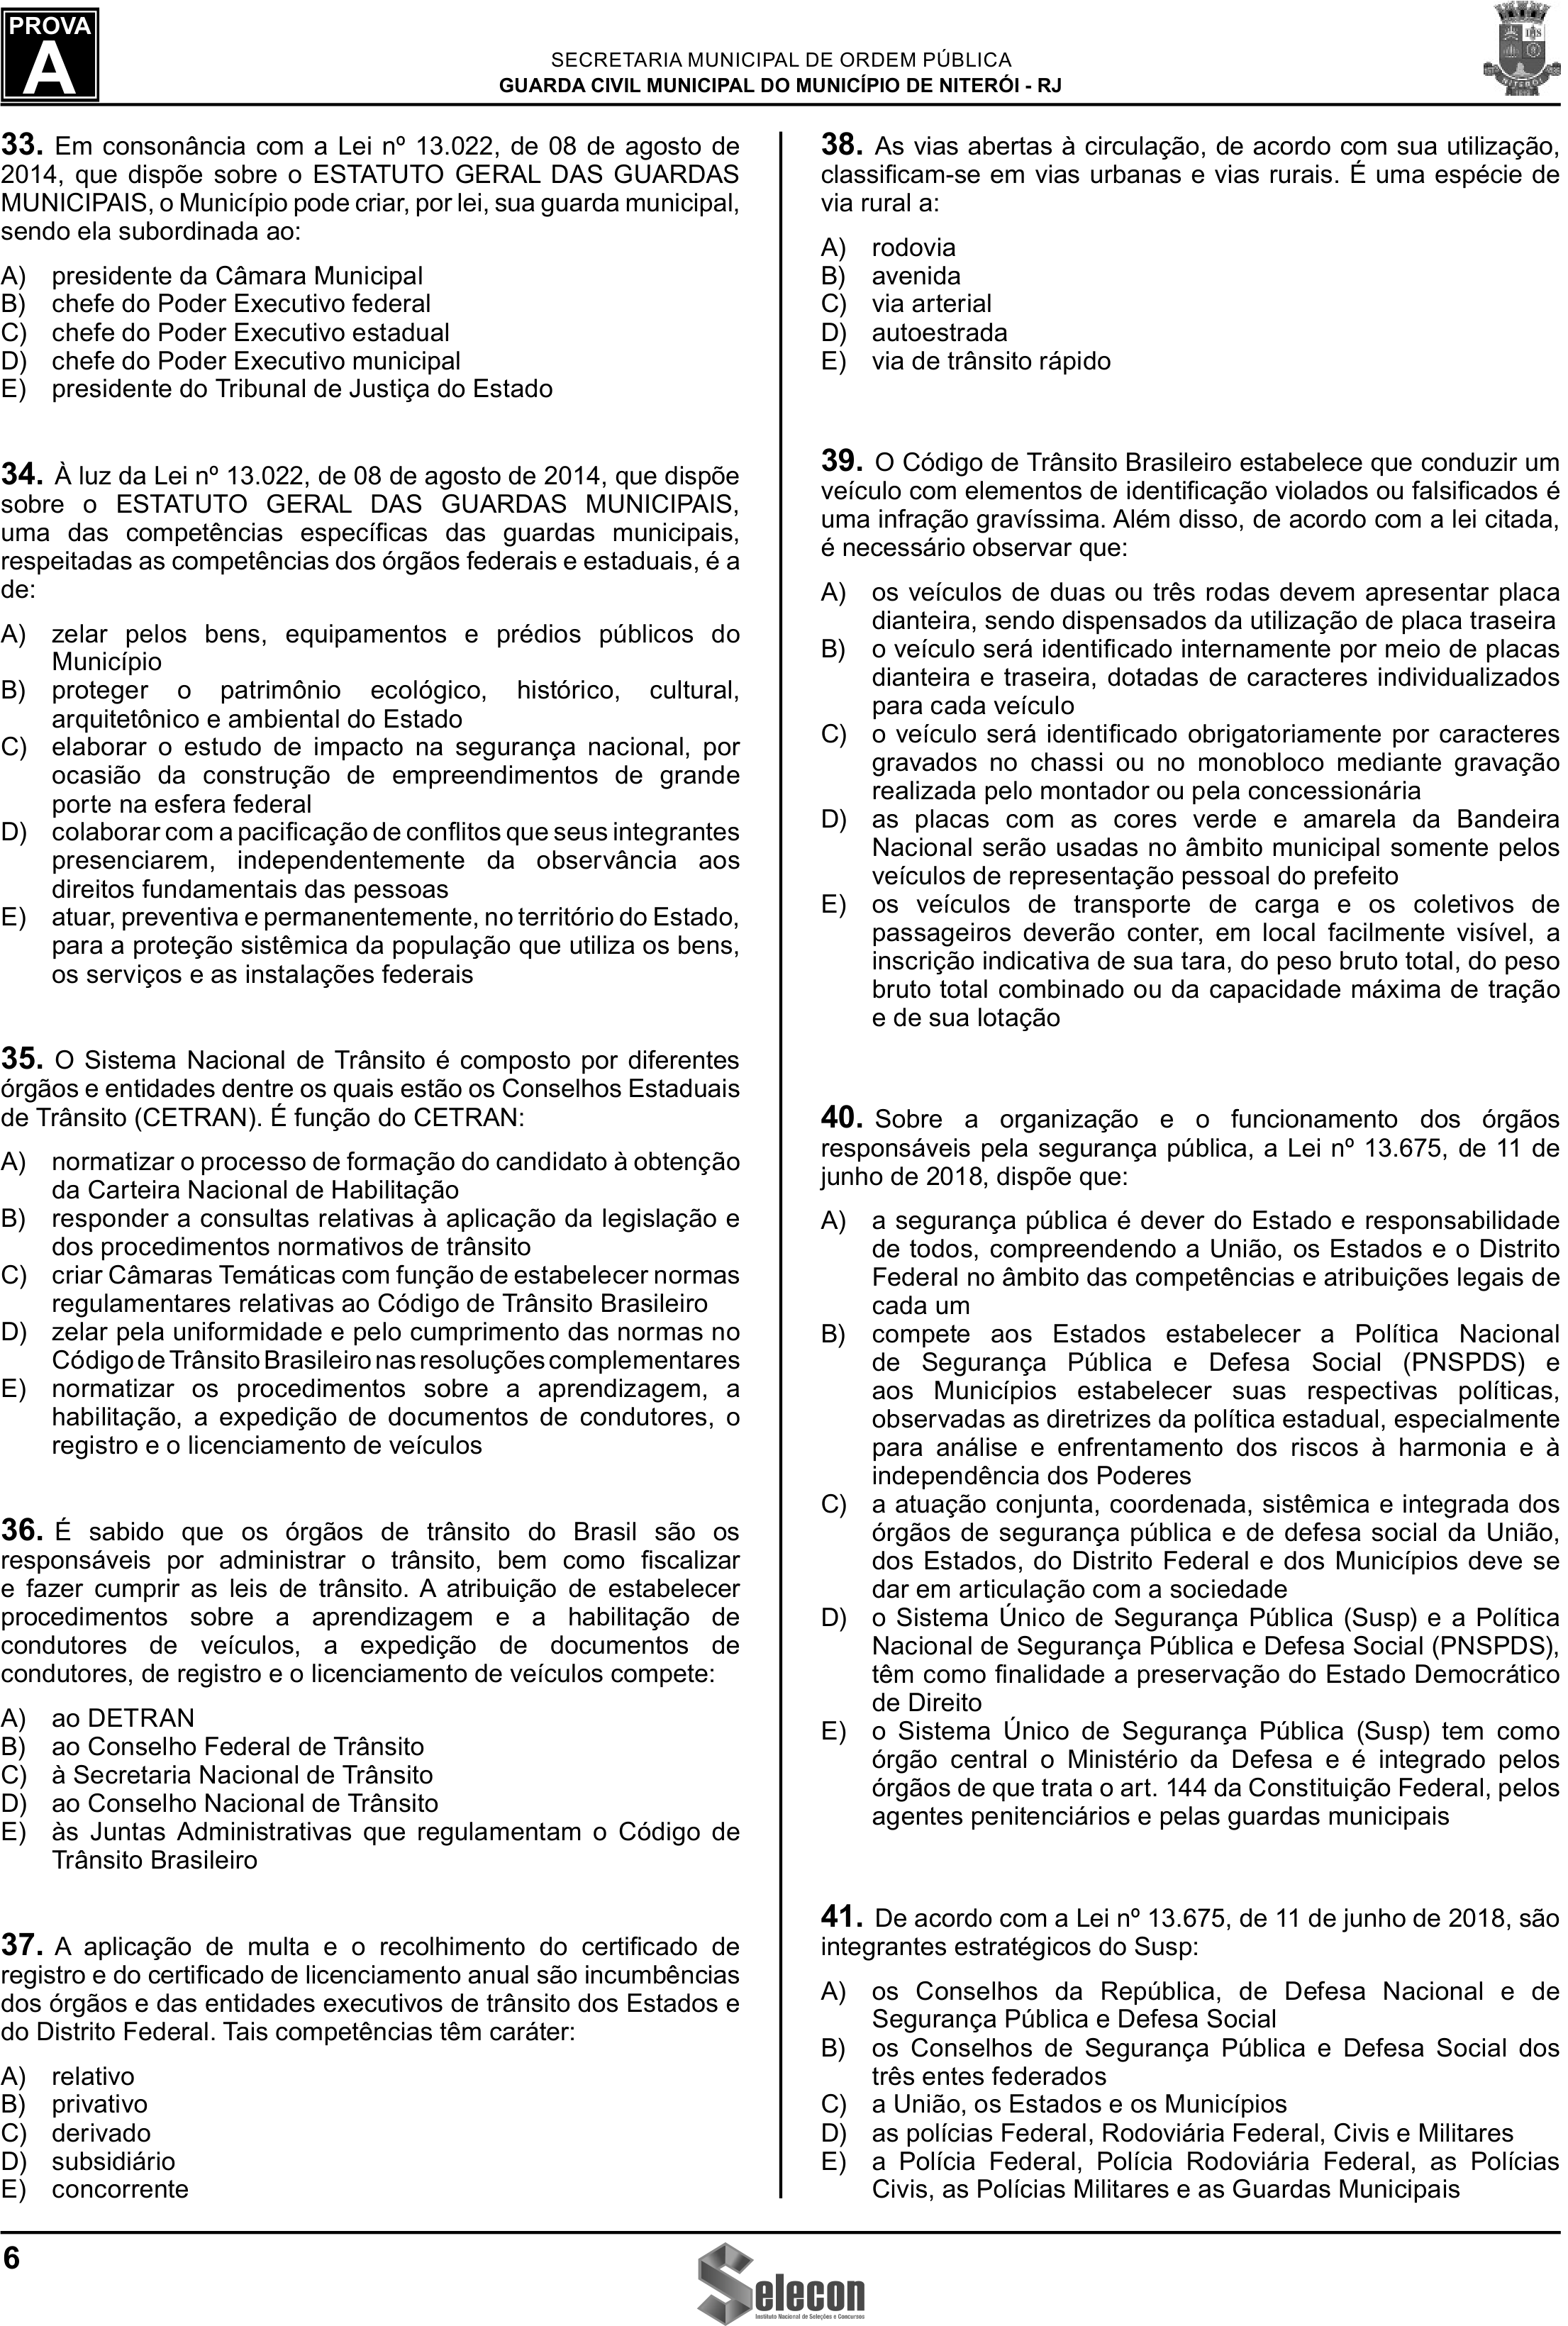 PROVA
A
SECRETARIA MUNICIPAL DE ORDEM PÚBLICA
GUARDA CIVIL MUNICIPAL DO MUNICÍPIO DE NITERÓI - RJ
33. Em consonância com a Lei nº 13.022, de 08 de agosto de
2014, que dispõe sobre o ESTATUTO GERAL DAS GUARDAS
MUNICIPAIS, o Município pode criar, por lei, sua guarda municipal,
sendo ela subordinada ao:
A) presidente da Câmara Municipal
B) chefe do Poder Executivo federal
C) chefe do Poder Executivo estadual
D) chefe do Poder Executivo municipal
E) presidente do Tribunal de Justiça do Estado
34. À luz da Lei nº 13.022, de 08 de agosto de 2014, que dispõe
sobre o ESTATUTO GERAL DAS GUARDAS MUNICIPAIS,
uma das competências específicas das guardas municipais,
respeitadas as competências dos órgãos federais e estaduais, é a
de:
A) zelar pelos bens, equipamentos e prédios públicos do
Município
B) proteger o patrimônio ecológico, histórico, cultural,
arquitetônico e ambiental do Estado
C) elaborar o estudo de impacto na segurança nacional, por
ocasião da construção de empreendimentos de grande
porte na esfera federal
D) colaborar com a pacificação de conflitos que seus integrantes
presenciarem, independentemente da observância aos
direitos fundamentais das pessoas
E) atuar, preventiva e permanentemente, no território do Estado,
para a proteção sistêmica da população que utiliza os bens,
os serviços e as instalações federais
35. O Sistema Nacional de Trânsito é composto por diferentes
órgãos e entidades dentre os quais estão os Conselhos Estaduais
de Trânsito (CETRAN). É função do CETRAN:
A) normatizar o processo de formação do candidato à obtenção
da Carteira Nacional de Habilitação
B) responder a consultas relativas à aplicação da legislação e
dos procedimentos normativos de trânsito
C) criar Câmaras Temáticas com função de estabelecer normas
regulamentares relativas ao Código de Trânsito Brasileiro
D) zelar pela uniformidade e pelo cumprimento das normas no
Código de Trânsito Brasileiro nas resoluções complementares
E) normatizar os procedimentos sobre a aprendizagem, a
habilitação, a expedição de documentos de condutores, o
registro e o licenciamento de veículos
36. É sabido que os órgãos de trânsito do Brasil são os
responsáveis por administrar o trânsito, bem como fiscalizar
e fazer cumprir as leis de trânsito. A atribuição de estabelecer
procedimentos sobre a aprendizagem e a habilitação de
condutores de veículos, a expedição de documentos de
condutores, de registro e o licenciamento de veículos compete:
A) ao DETRAN
B) ao Conselho Federal de Trânsito
C) à Secretaria Nacional de Trânsito
D) ao Conselho Nacional de Trânsito
E) às Juntas Administrativas que regulamentam o Código de
Trânsito Brasileiro
37. A aplicação de multa e o recolhimento do certificado de
registro e do certificado de licenciamento anual são incumbências
dos órgãos e das entidades executivos de trânsito dos Estados e
do Distrito Federal. Tais competências têm caráter:
A) relativo
B) privativo
C) derivado
D) subsidiário
E) concorrente
38. As vias abertas à circulação, de acordo com sua utilização,
classificam-se em vias urbanas e vias rurais. É uma espécie de
via rural a:
A) rodovia
B) avenida
C) via arterial
D) autoestrada
E) via de trânsito rápido
39. O Código de Trânsito Brasileiro estabelece que conduzir um
veículo com elementos de identificação violados ou falsificados é
uma infração gravíssima. Além disso, de acordo com a lei citada,
é necessário observar que:
A) os veículos de duas ou três rodas devem apresentar placa
dianteira, sendo dispensados da utilização de placa traseira
B) o veículo será identificado internamente por meio de placas
dianteira e traseira, dotadas de caracteres individualizados
para cada veículo
C) o veículo será identificado obrigatoriamente por caracteres
gravados no chassi ou no monobloco mediante gravação
realizada pelo montador ou pela concessionária
D) as placas com as cores verde e amarela da Bandeira
Nacional serão usadas no âmbito municipal somente pelos
veículos de representação pessoal do prefeito
E) os veículos de transporte de carga e os coletivos de
passageiros deverão conter, em local facilmente visível, a
inscrição indicativa de sua tara, do peso bruto total, do peso
bruto total combinado ou da capacidade máxima de tração
e de sua lotação
40. Sobre a organização e o funcionamento dos órgãos
responsáveis pela segurança pública, a Lei nº 13.675, de 11 de
junho de 2018, dispõe que:
A) a segurança pública é dever do Estado e responsabilidade
de todos, compreendendo a União, os Estados e o Distrito
Federal no âmbito das competências e atribuições legais de
cada um
B) compete aos Estados estabelecer a Política Nacional
de Segurança Pública e Defesa Social (PNSPDS) e
aos Municípios estabelecer suas respectivas políticas,
observadas as diretrizes da política estadual, especialmente
para análise e enfrentamento dos riscos à harmonia e à
independência dos Poderes
C) a atuação conjunta, coordenada, sistêmica e integrada dos
órgãos de segurança pública e de defesa social da União,
dos Estados, do Distrito Federal e dos Municípios deve se
dar em articulação com a sociedade
D) o Sistema Único de Segurança Pública (Susp) e a Política
Nacional de Segurança Pública e Defesa Social (PNSPDS),
têm como finalidade a preservação do Estado Democrático
de Direito
E) o Sistema Único de Segurança Pública (Susp) tem como
órgão central o Ministério da Defesa e é integrado pelos
órgãos de que trata o art. 144 da Constituição Federal, pelos
agentes penitenciários e pelas guardas municipais
41. De acordo com a Lei nº 13.675, de 11 de junho de 2018, são
integrantes estratégicos do Susp:
A) os Conselhos da República, de Defesa Nacional e de
Segurança Pública e Defesa Social
B) os Conselhos de Segurança Pública e Defesa Social dos
três entes federados
C) a União, os Estados e os Municípios
D) as polícias Federal, Rodoviária Federal, Civis e Militares
E) a Polícia Federal, Polícia Rodoviária Federal, as Polícias
Civis, as Polícias Militares e as Guardas Municipais
6
Selecon
Instituto Nacional de Seleções e Concursos